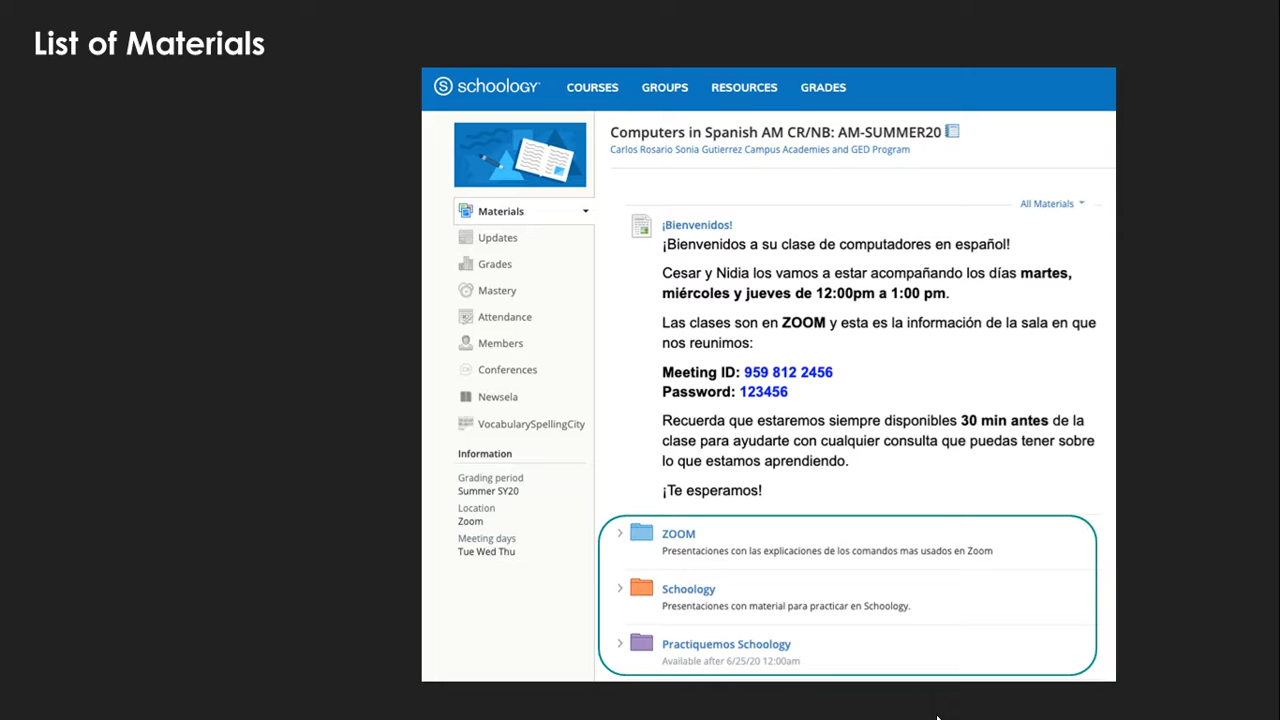 List of Materials
schoology
COURSES
GROUPS
RESOURCES
GRADES
Computers in Spanish AM CR/NB: AM-SUMMER20
Carlos Rosario Sonia Gutierrez Campus Academies and GED Program
Materials
Updates
Grades
Mastery
Attendance
Members
Conferences
Newsela
VocabularySpellingCity
Information
Grading period
Summer SY20
Location
Zoom
Meeting days
Tue Wed Thu
All Materials
¡Bienvenidos!
¡Bienvenidos a su clase de computadores en español!
Cesar y Nidia los vamos a estar acompañando los días martes,
miércoles y jueves de 12:00pm a 1:00 pm.
Las clases son en ZOOM y esta es la información de la sala en que
nos reunimos:
Meeting ID: 959 812 2456
Password: 123456
Recuerda que estaremos siempre disponibles 30 min antes de la
clase para ayudarte con cualquier consulta que puedas tener sobre
lo que estamos aprendiendo.
¡Te esperamos!
ZOOM
Presentaciones con las explicaciones de los comandos mas usados en Zoom
Schoology
Presentaciones con material para practicar en Schoology.
Practiquemos Schoology
Available after 6/25/20 12:00am